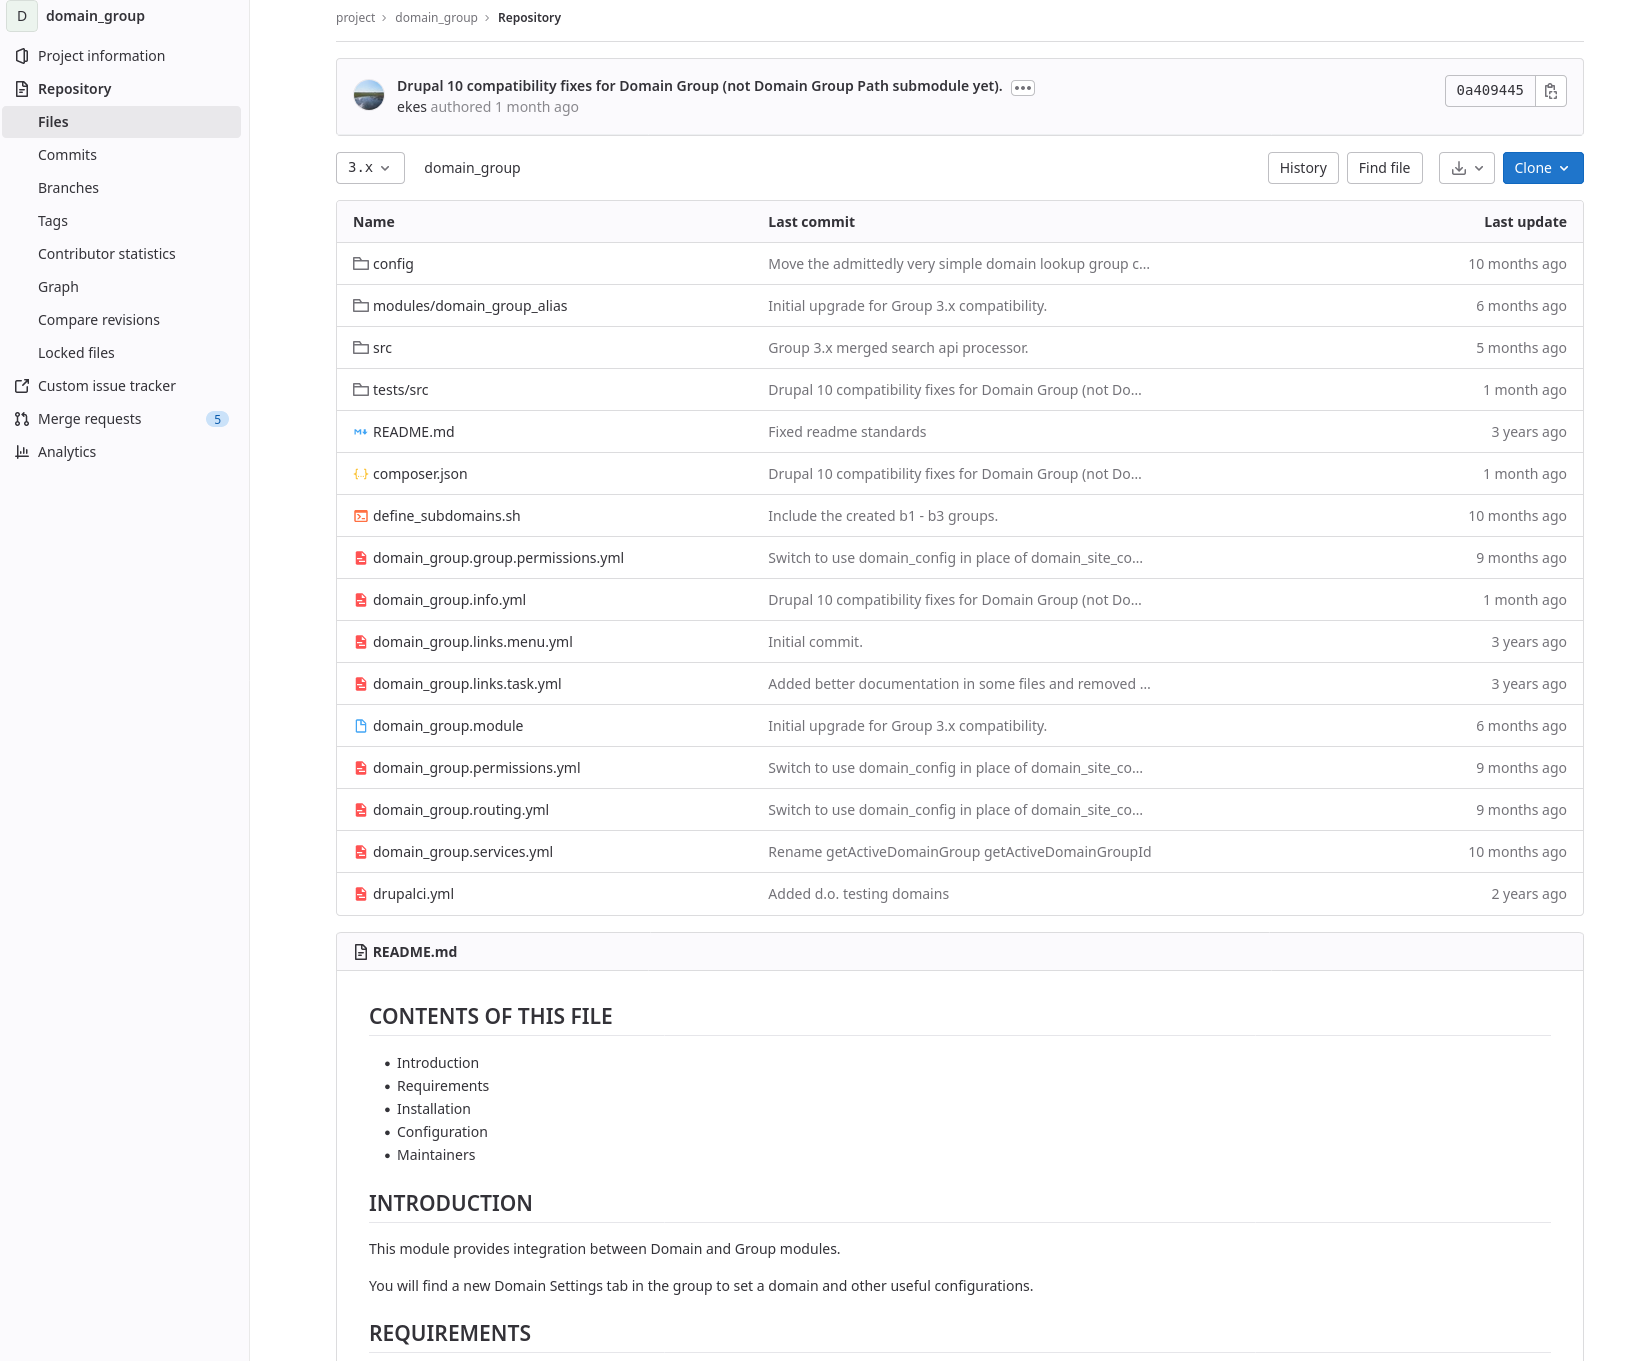 D domain_group
Project information
Repository
Files
Commits
Branches
Tags
Contributor statistics
Graph
Compare revisions
Locked files
Custom issue tracker
Merge requests 5
Analytics
project › domain_group › Repository
Drupal 10 compatibility fixes for Domain Group (not Domain Group Path submodule yet). •••
ekes authored 1 month ago
0a409445
3.x domain_group History Find file Clone
Name Last commit Last update
config Move the admittedly very simple domain lookup group c... 10 months ago
modules/domain_group_alias Initial upgrade for Group 3.x compatibility. 6 months ago
src Group 3.x merged search api processor. 5 months ago
tests/src Drupal 10 compatibility fixes for Domain Group (not Do... 1 month ago
README.md Fixed readme standards 3 years ago
composer.json Drupal 10 compatibility fixes for Domain Group (not Do... 1 month ago
define_subdomains.sh Include the created b1 - b3 groups. 10 months ago
domain_group.group.permissions.yml Switch to use domain_config in place of domain_site_co... 9 months ago
domain_group.info.yml Drupal 10 compatibility fixes for Domain Group (not Do... 1 month ago
domain_group.links.menu.yml Initial commit. 3 years ago
domain_group.links.task.yml Added better documentation in some files and removed ... 3 years ago
domain_group.module Initial upgrade for Group 3.x compatibility. 6 months ago
domain_group.permissions.yml Switch to use domain_config in place of domain_site_co... 9 months ago
domain_group.routing.yml Switch to use domain_config in place of domain_site_co... 9 months ago
domain_group.services.yml Rename getActiveDomainGroup getActiveDomainGroupId 10 months ago
drupalci.yml Added d.o. testing domains 2 years ago
README.md
CONTENTS OF THIS FILE
• Introduction
• Requirements
• Installation
• Configuration
• Maintainers
INTRODUCTION
This module provides integration between Domain and Group modules.
You will find a new Domain Settings tab in the group to set a domain and other useful configurations.
REQUIREMENTS